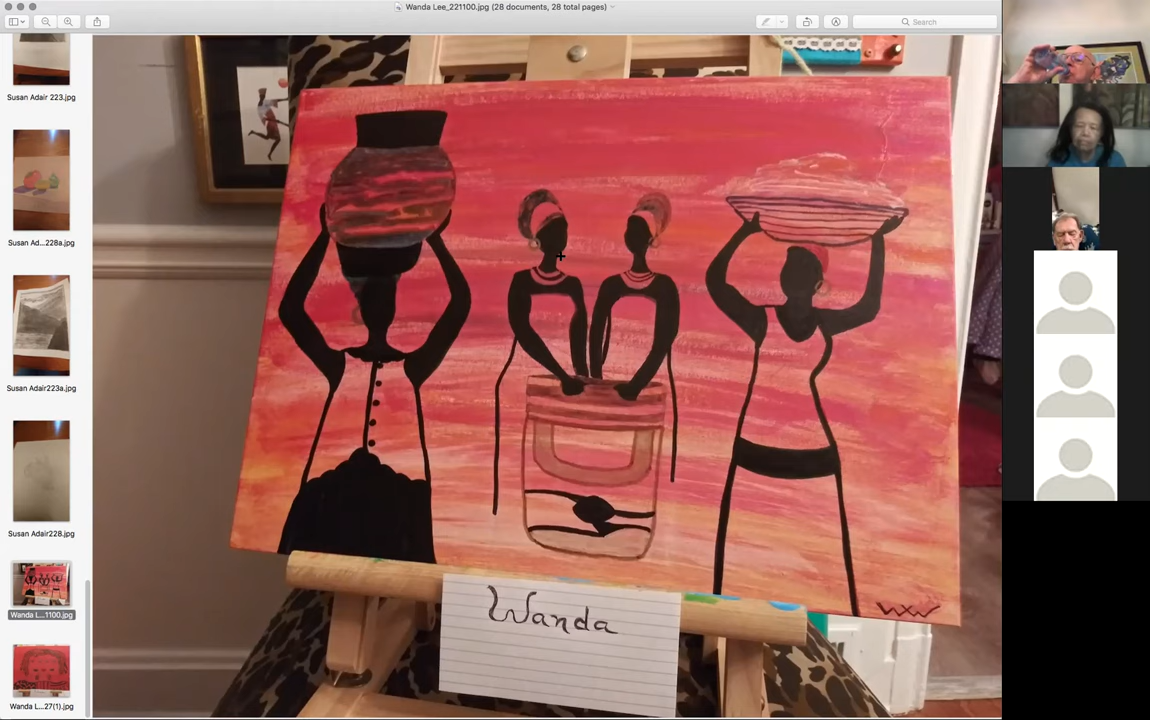 Wanda Lee_221100.jpg (28 documents, 28 total pages)
Search
Susan Adair 223.jpg
Susan Ad...228a.jpg
Susan Adair223a.jpg
Susan Adair228.jpg
Wanda L...1100.jpg
Wanda L...27(1).jpg
Wanda
WXW